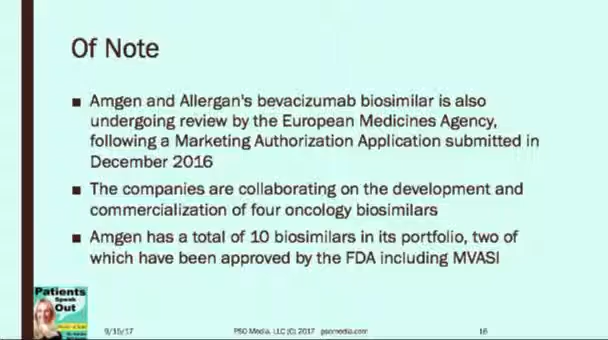 Of Note
■ Amgen and Allergan's bevacizumab biosimilar is also
undergoing review by the European Medicines Agency,
following a Marketing Authorization Application submitted in
December 2016
■ The companies are collaborating on the development and
commercialization of four oncology biosimilars
■ Amgen has a total of 10 biosimilars in its portfolio, two of
which have been approved by the FDA including MVASI
Patients
Speak
Out
9/15/17 PSO Media, LLC (C) 2017 psomedia.com 16